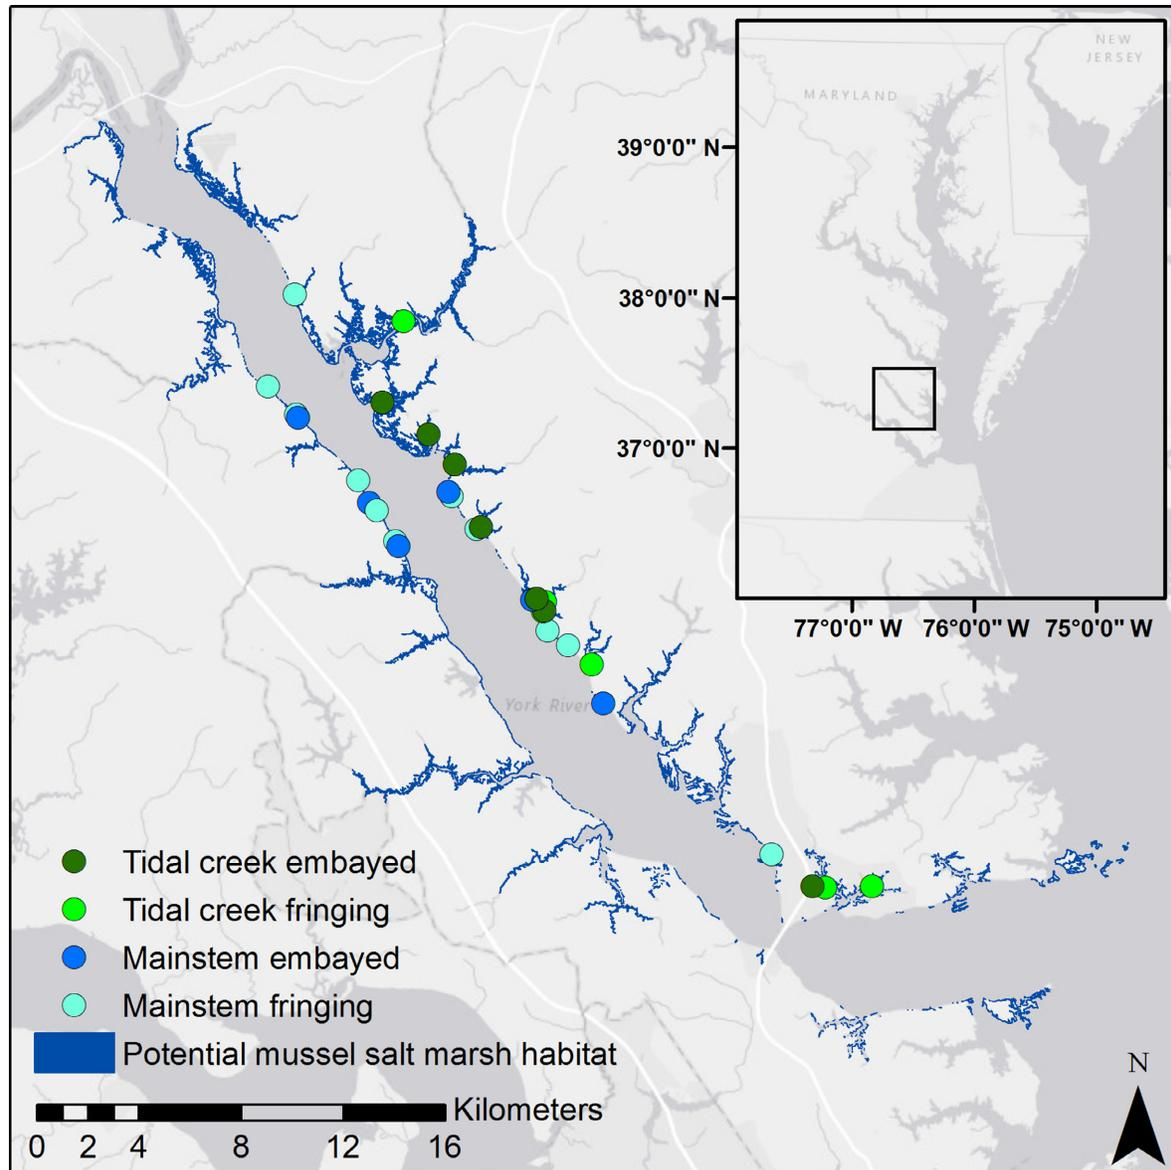 NEW
JERSEY
MARYLAND
39°0'0" N
38°0'0" N
37°0'0" N
77°0'0" W 76°0'0" W 75°0'0" W
York River
Tidal creek embayed
Tidal creek fringing
Mainstem embayed
Mainstem fringing
Potential mussel salt marsh habitat
Kilometers
0 2 4 8 12 16
N